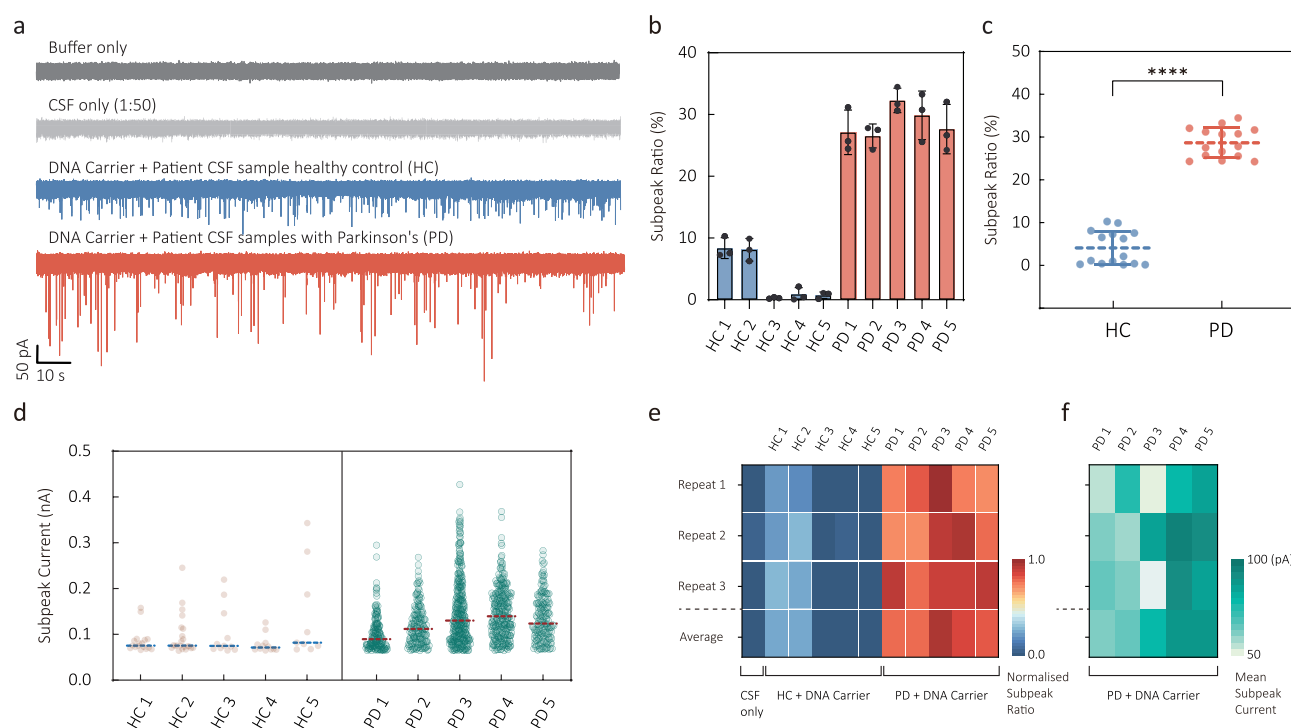 a
Buffer only
CSF only (1:50)
DNA Carrier + Patient CSF sample healthy control (HC)
DNA Carrier + Patient CSF samples with Parkinson's (PD)
50 pA
10 s
b
Subpeak Ratio (%)
40
30
20
10
0
HC 1
HC 2
HC 3
HC 4
HC 5
PD 1
PD 2
PD 3
PD 4
PD 5
c
Subpeak Ratio (%)
50
40
30
20
10
0
****
HC
PD
d
Subpeak Current (nA)
0.5
0.4
0.3
0.2
0.1
0.0
HC 1
HC 2
HC 3
HC 4
HC 5
PD 1
PD 2
PD 3
PD 4
PD 5
e
HC 1
HC 2
HC 3
HC 4
HC 5
PD 1
PD 2
PD 3
PD 4
PD 5
Repeat 1
Repeat 2
Repeat 3
Average
CSF
only
HC + DNA Carrier
PD + DNA Carrier
1.0
0.0
Normalised
Subpeak
Ratio
f
PD 1
PD 2
PD 3
PD 4
PD 5
PD + DNA Carrier
100 (pA)
50
Mean
Subpeak
Current